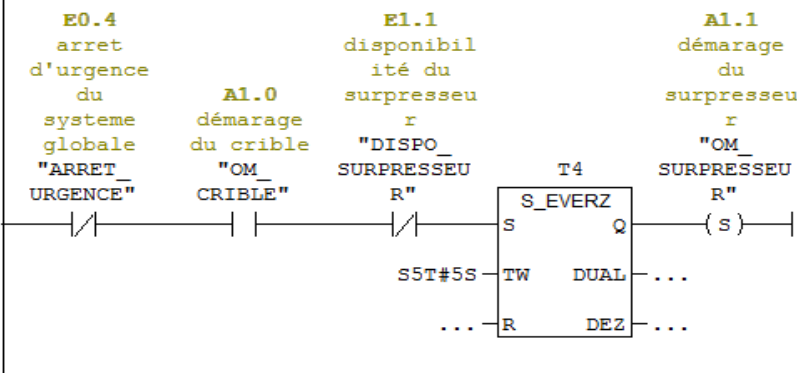 E0.4
arret
d'urgence
du
systeme
globale
"ARRET_
URGENCE"
A1.0
démarage
du crible
"OM_
CRIBLE"
E1.1
disponibil
ité du
surpresseu
r
"DISPO_
SURPRESSEU
R"
T4
S_EVERZ
S
Q
S5T#5S
TW
DUAL
...
...
R
DEZ
...
A1.1
démarage
du
surpresseu
r
"OM_
SURPRESSEU
R"
S